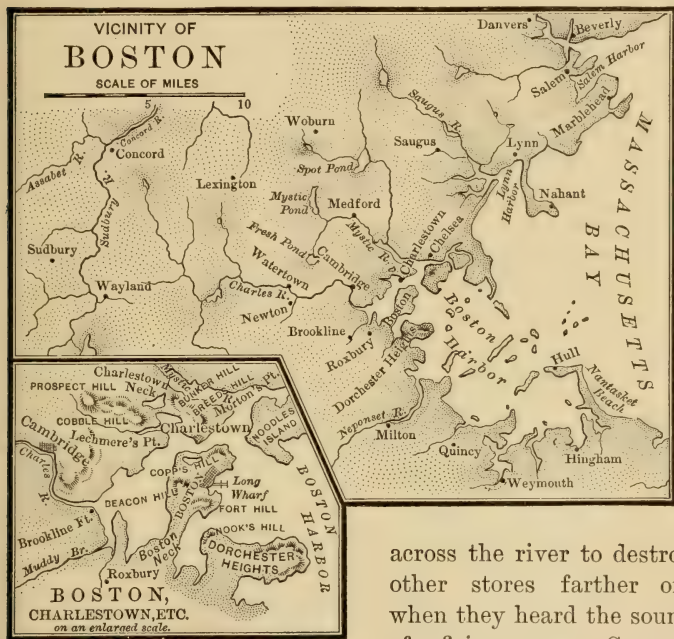 VICINITY OF
BOSTON
SCALE OF MILES
5 10
Danvers
Beverly
Salem
Salem Harbor
Marblehead
Saugus R.
Woburn
Saugus
Lynn
Spot Pond
Lynn Harbor
Nahant
MASSACHUSETTS
BAY
Concord R.
Concord
Assabet R.
Sudbury R.
Lexington
Mystic
Pond
Medford
Mystic R.
Charlestown
Chelsea
Fresh Pond
Cambridge
Sudbury
Wayland
Watertown
Charles R.
Newton
Boston
Boston
Harbor
Brookline
Roxbury
Dorchester Heights
Hull
Nantasket
Beach
Neponset R.
Milton
Quincy
Hingham
Weymouth
Charlestown
Neck
Mystic R.
BUNKER HILL
BREEDS HILL
Morton's Pt.
PROSPECT HILL
COBBLE HILL
Charlestown
NOODLES
ISLAND
Lechmere's Pt.
Cambridge
Charles
R.
COPP'S HILL
BEACON HILL
BOSTON
Long
Wharf
FORT HILL
BOSTON
HARBOR
NOOK'S HILL
Brookline Ft.
Boston
Neck
DORCHESTER
HEIGHTS
Muddy Br.
Roxbury
BOSTON,
CHARLESTOWN, ETC.
on an enlarged scale.
across the river to destro
other stores farther o
when they heard the soun